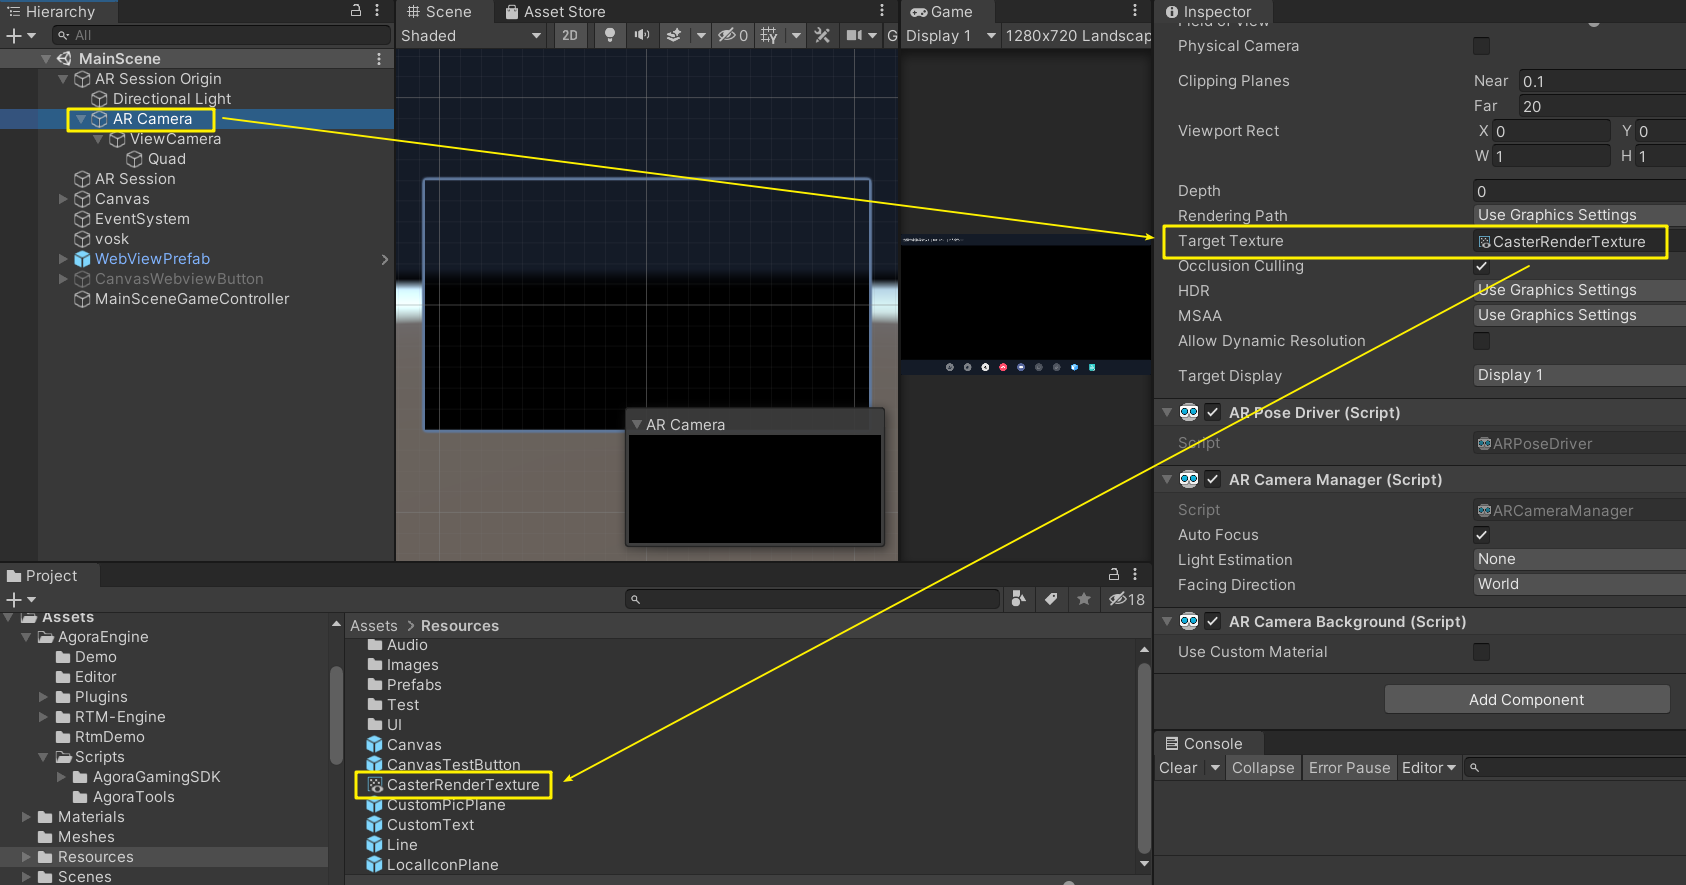 Hierarchy
All
MainScene
AR Session Origin
Directional Light
AR Camera
ViewCamera
Quad
AR Session
Canvas
EventSystem
vosk
WebViewPrefab
CanvasWebviewButton
MainSceneGameController
Scene
Asset Store
Shaded
2D
0
G
AR Camera
Game
Display 1
1280x720 Landscap
Inspector
Field of View
Physical Camera
Clipping Planes
Near
0.1
Far
20
Viewport Rect
X 0
Y 0
W 1
H 1
Depth
0
Rendering Path
Use Graphics Settings
Target Texture
CasterRenderTexture
Occlusion Culling
HDR
Use Graphics Settings
MSAA
Use Graphics Settings
Allow Dynamic Resolution
Target Display
Display 1
AR Pose Driver (Script)
Script
ARPoseDriver
AR Camera Manager (Script)
Script
ARCameraManager
Auto Focus
Light Estimation
None
Facing Direction
World
AR Camera Background (Script)
Use Custom Material
Add Component
Project
18
Assets
AgoraEngine
Demo
Editor
Plugins
RTM-Engine
RtmDemo
Scripts
AgoraGamingSDK
AgoraTools
Materials
Meshes
Resources
Scenes
Assets > Resources
Audio
Images
Prefabs
Test
UI
Canvas
CanvasTestButton
CasterRenderTexture
CustomPicPlane
CustomText
Line
LocalIconPlane
Console
Clear
Collapse
Error Pause
Editor